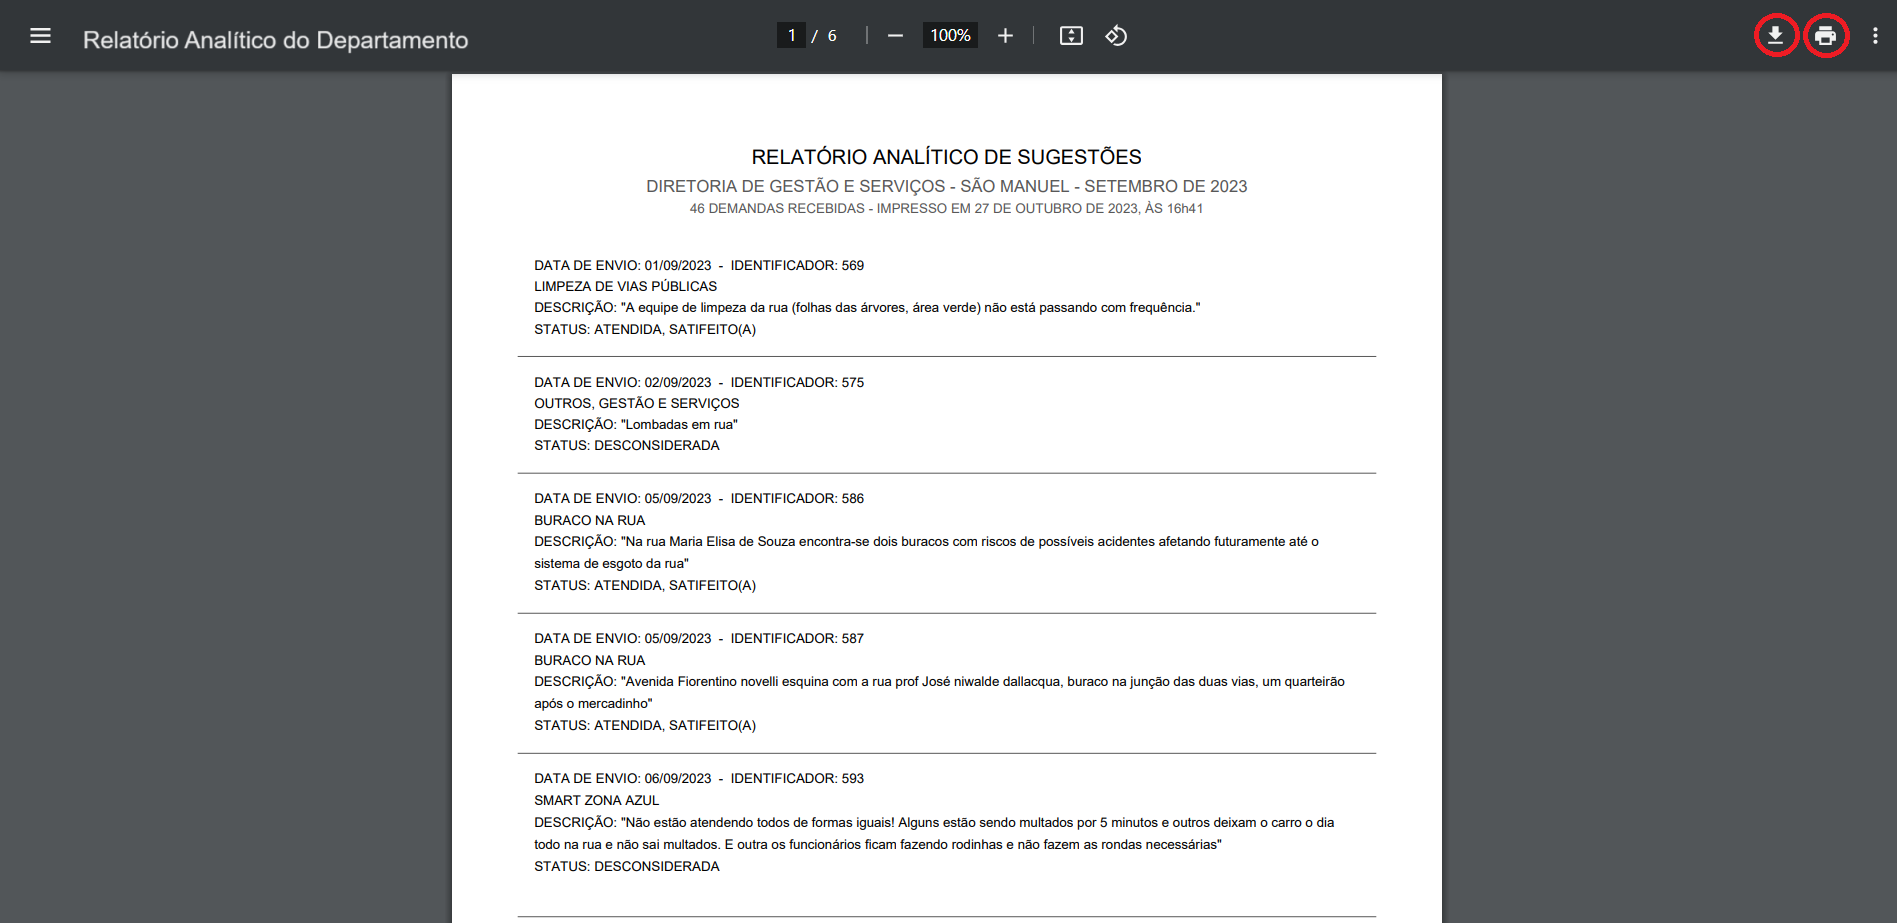 Relatório Analítico do Departamento
1 / 6
100%
RELATÓRIO ANALÍTICO DE SUGESTÕES
DIRETORIA DE GESTÃO E SERVIÇOS - SÃO MANUEL - SETEMBRO DE 2023
46 DEMANDAS RECEBIDAS - IMPRESSO EM 27 DE OUTUBRO DE 2023, ÀS 16h41
DATA DE ENVIO: 01/09/2023 - IDENTIFICADOR: 569
LIMPEZA DE VIAS PÚBLICAS
DESCRIÇÃO: "A equipe de limpeza da rua (folhas das árvores, área verde) não está passando com frequência."
STATUS: ATENDIDA, SATIFEITO(A)
DATA DE ENVIO: 02/09/2023 - IDENTIFICADOR: 575
OUTROS, GESTÃO E SERVIÇOS
DESCRIÇÃO: "Lombadas em rua"
STATUS: DESCONSIDERADA
DATA DE ENVIO: 05/09/2023 - IDENTIFICADOR: 586
BURACO NA RUA
DESCRIÇÃO: "Na rua Maria Elisa de Souza encontra-se dois buracos com riscos de possíveis acidentes afetando futuramente até o
sistema de esgoto da rua"
STATUS: ATENDIDA, SATIFEITO(A)
DATA DE ENVIO: 05/09/2023 - IDENTIFICADOR: 587
BURACO NA RUA
DESCRIÇÃO: "Avenida Fiorentino novelli esquina com a rua prof José niwalde dallacqua, buraco na junção das duas vias, um quarteirão
após o mercadinho"
STATUS: ATENDIDA, SATIFEITO(A)
DATA DE ENVIO: 06/09/2023 - IDENTIFICADOR: 593
SMART ZONA AZUL
DESCRIÇÃO: "Não estão atendendo todos de formas iguais! Alguns estão sendo multados por 5 minutos e outros deixam o carro o dia
todo na rua e não sai multados. E outra os funcionários ficam fazendo rodinhas e não fazem as rondas necessárias"
STATUS: DESCONSIDERADA